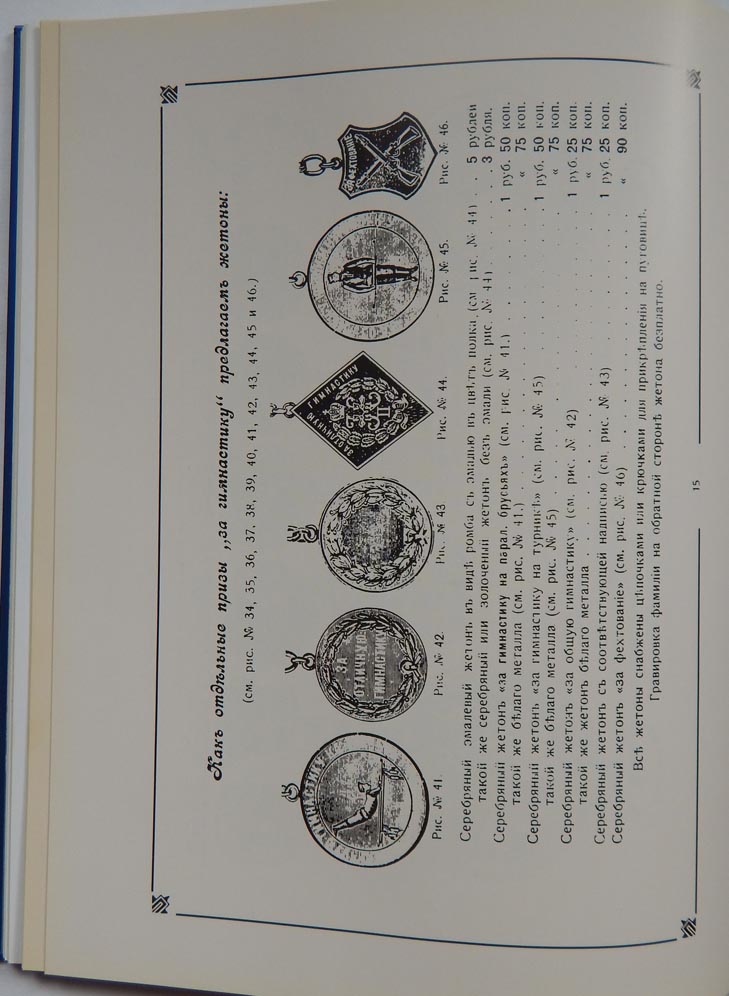 Какъ отдѣльные призы „за гимнастику“ предлагаемъ жетоны:
(см. рис. № 34, 35, 36, 37, 38, 39, 40, 41, 42, 43, 44, 45 и 46.)
ГИМНАСТИКА
ЗА
ОТЛИЧНУЮ
ГИМНАСТИКУ
ГИМНАСТИКУ
ЗА ФЕХТОВАНІЕ
Рис. № 41.
Рис. № 42.
Рис. № 43
Рис. № 44.
Рис. № 45.
Рис. № 46.
Серебряный эмалевый жетонъ въ видѣ ромба съ эмалью въ цвѣтъ полка (см рис. № 44) . . 5 рублей
такой же серебряный или золоченый жетонъ безъ эмали (см. рис. № 44) . . . . . . . 3 рубля.
Серебряный жетонъ «за гимнастику на парал. брусьяхъ» (см. рис. № 41.) . . . . . . 1 руб. 50 коп.
такой же бѣлаго металла (см. рис. № 41.) . . . . . . . . . . « 75 коп.
Серебряный жетонъ «за гимнастику на турникѣ» (см. рис. № 45) . . . . . . . 1 руб. 50 коп.
такой же бѣлаго металла (см. рис. № 45) . . . . . . . . . . « 75 коп.
Серебряный жетонъ «за общую гимнастику» (см. рис. № 42) . . . . . . . . 1 руб. 25 коп.
такой же жетонъ бѣлаго металла . . . . . . . . . . . . « 75 коп.
Серебряный жетонъ съ соотвѣтствующей надписью (см. рис. № 43) . . . . . . 1 руб. 25 коп.
Серебряный жетонъ «за фехтованіе» (см. рис. № 46) . . . . . . . . . « 90 коп.
Всѣ жетоны снабжены цѣпочками или крючками для прикрѣпленія на пуговицѣ.
Гравировка фамиліи на обратной сторонѣ жетона безплатно.
15